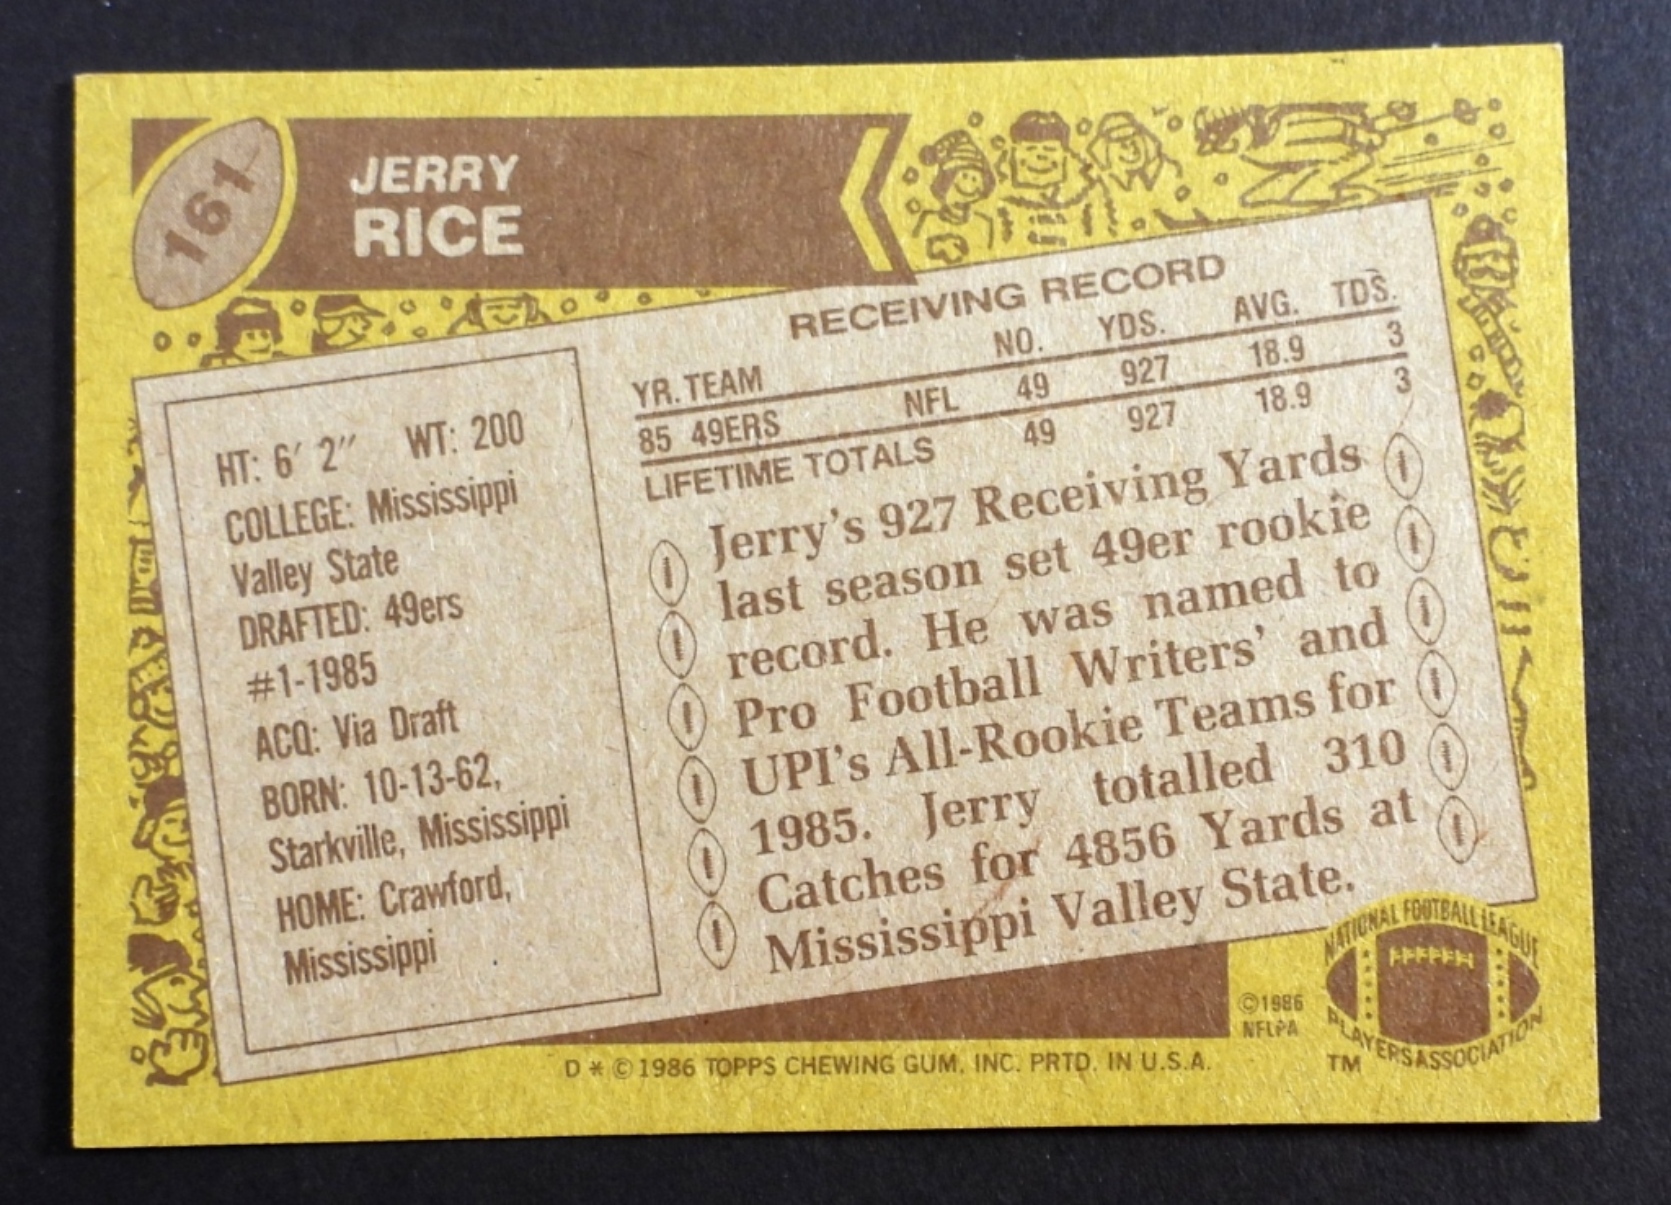 161
JERRY
RICE
RECEIVING RECORD
YR. TEAM NO. YDS. AVG. TDS.
85 49ERS NFL 49 927 18.9 3
LIFETIME TOTALS 49 927 18.9 3
HT: 6′ 2″ WT: 200
COLLEGE: Mississippi
Valley State
DRAFTED: 49ers
#1-1985
ACQ: Via Draft
BORN: 10-13-62,
Starkville, Mississippi
HOME: Crawford,
Mississippi
Jerry's 927 Receiving Yards
last season set 49er rookie
record. He was named to
Pro Football Writers' and
UPI's All-Rookie Teams for
1985. Jerry totalled 310
Catches for 4856 Yards at
Mississippi Valley State.
©1986
NFLPA
NATIONAL FOOTBALL LEAGUE
PLAYERS ASSOCIATION
TM
D * © 1986 TOPPS CHEWING GUM, INC. PRTD. IN U.S.A.